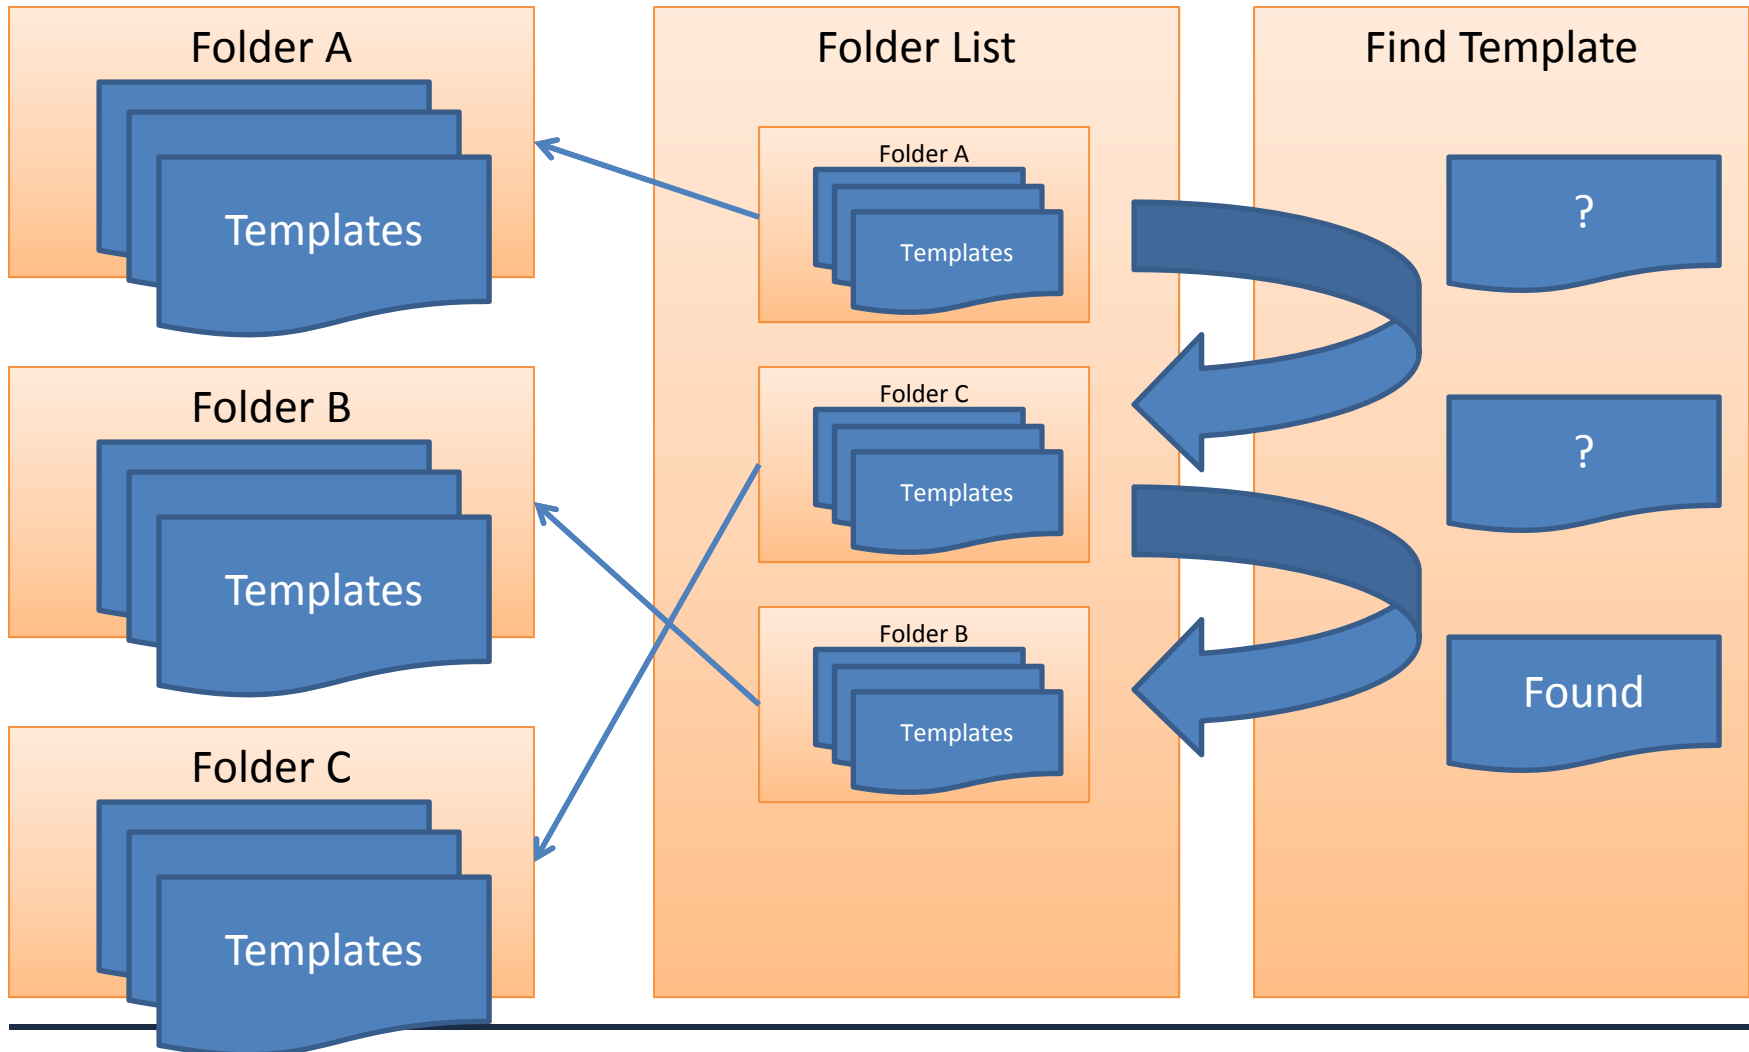 Folder A
Templates
Folder B
Templates
Folder C
Templates
Folder List
Folder A
Templates
Folder C
Templates
Folder B
Templates
Find Template
?
?
Found